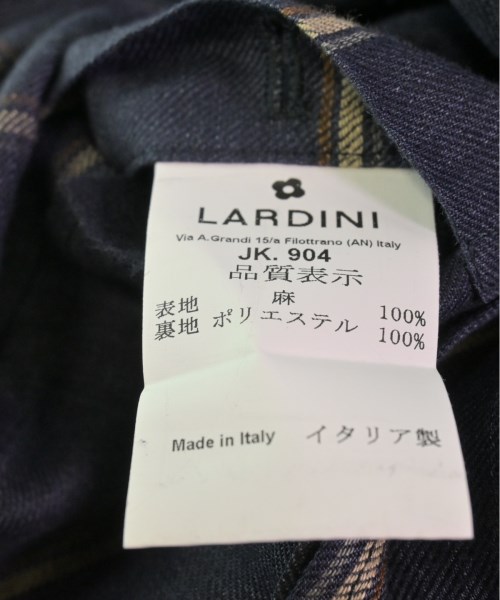 LARDINI
Via A.Grandi 15/a Filottrano (AN) Italy
JK. 904
品質表示
表地 麻 100%
裏地 ポリエステル 100%
Made in Italy イタリア製